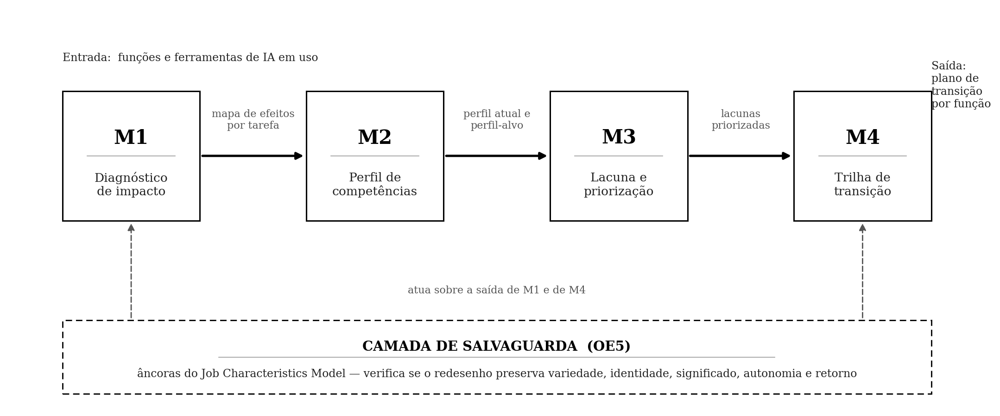 Entrada:  funções e ferramentas de IA em uso
Saída:
plano de
transição
por função
M1
Diagnóstico
de impacto
mapa de efeitos
por tarefa
M2
Perfil de
competências
perfil atual e
perfil-alvo
M3
Lacuna e
priorização
lacunas
priorizadas
M4
Trilha de
transição
atua sobre a saída de M1 e de M4
CAMADA DE SALVAGUARDA  (OE5)
âncoras do Job Characteristics Model — verifica se o redesenho preserva variedade, identidade, significado, autonomia e retorno